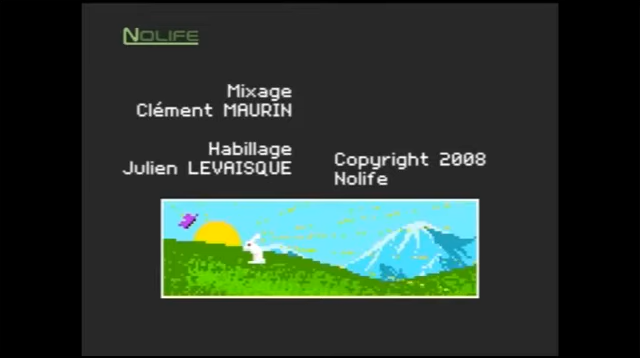 NOLIFE
Mixage
Clément MAURIN
Habillage
Julien LEVAISQUE
Copyright 2008
Nolife